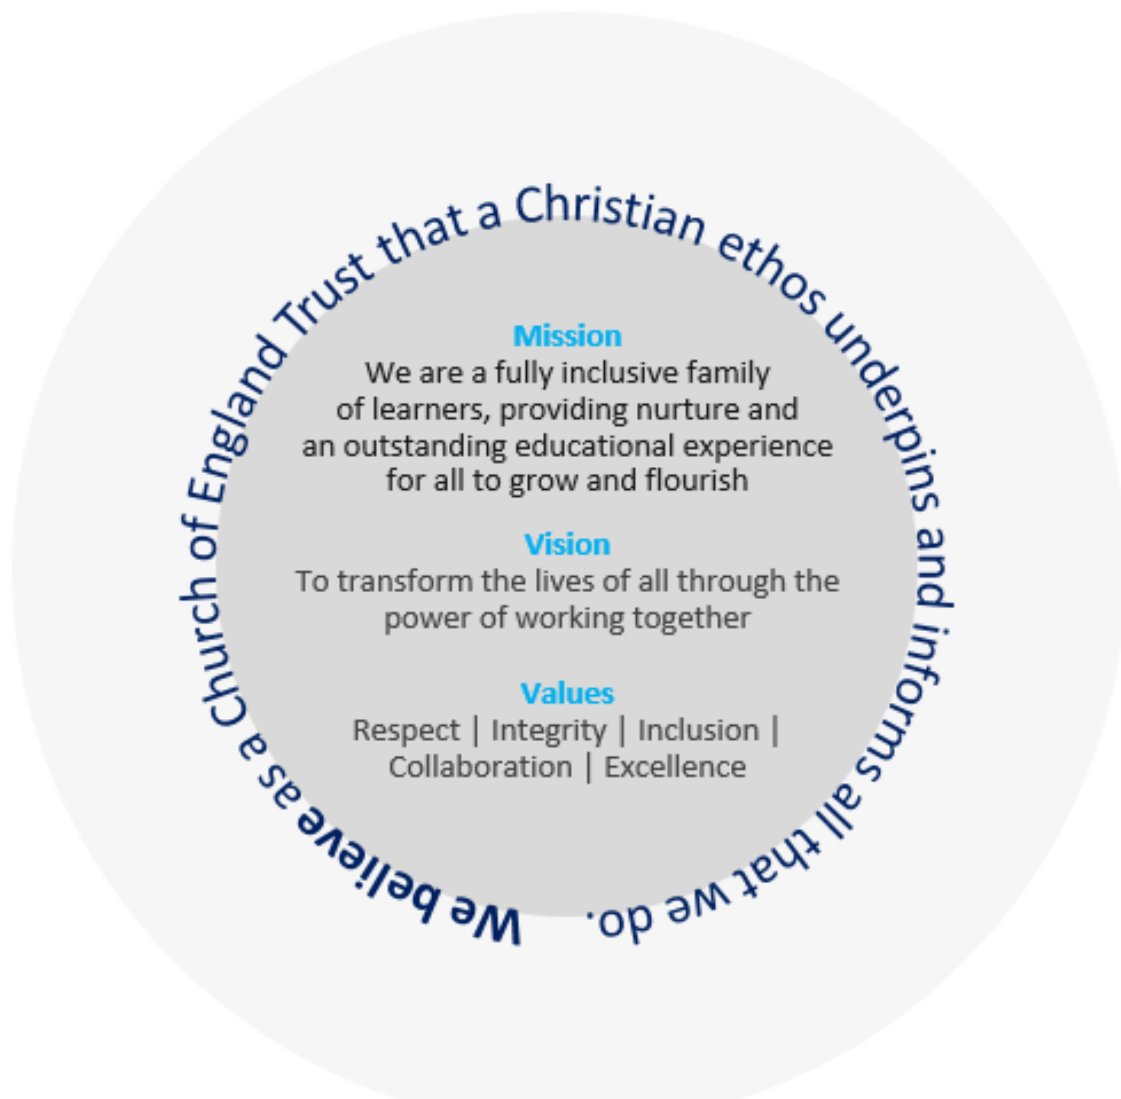 We believe as a Church of England Trust that a Christian ethos underpins and informs all that we do.
Mission
We are a fully inclusive family
of learners, providing nurture and
an outstanding educational experience
for all to grow and flourish
Vision
To transform the lives of all through the
power of working together
Values
Respect | Integrity | Inclusion |
Collaboration | Excellence